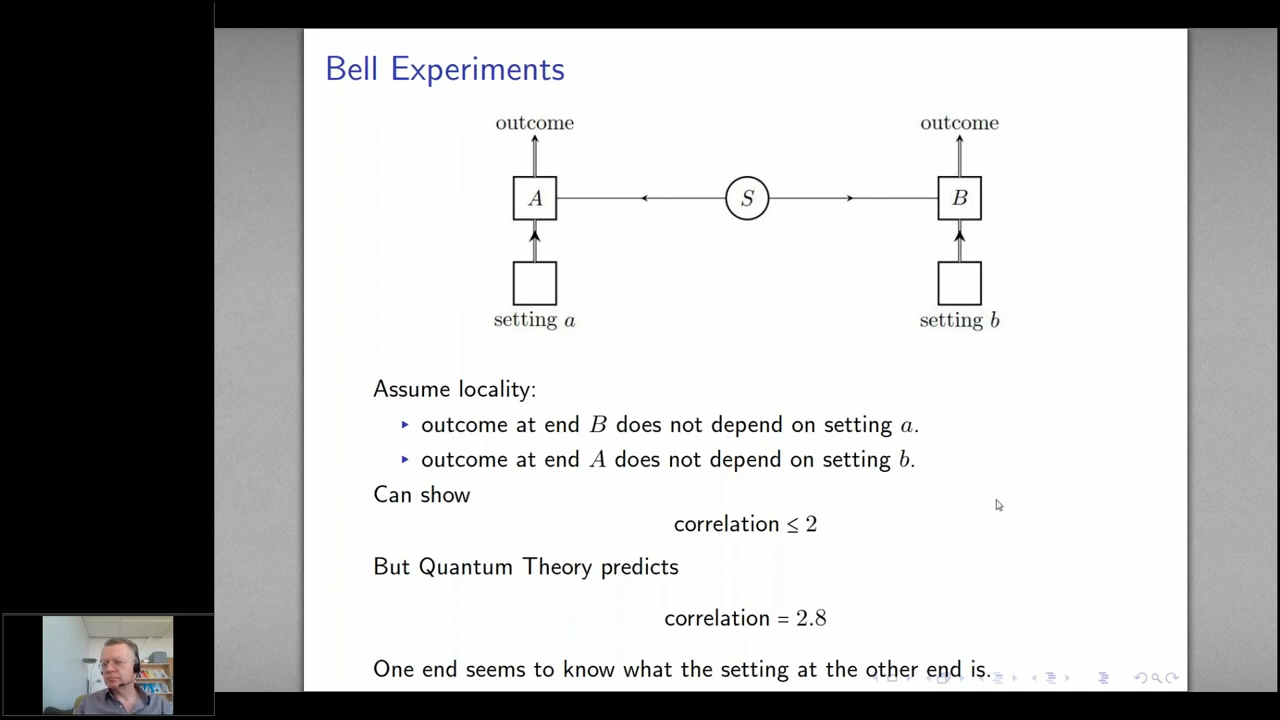 Bell Experiments
outcome
outcome
A
S
B
setting a
setting b
Assume locality:
▸ outcome at end B does not depend on setting a.
▸ outcome at end A does not depend on setting b.
Can show
correlation ≤ 2
But Quantum Theory predicts
correlation = 2.8
One end seems to know what the setting at the other end is.